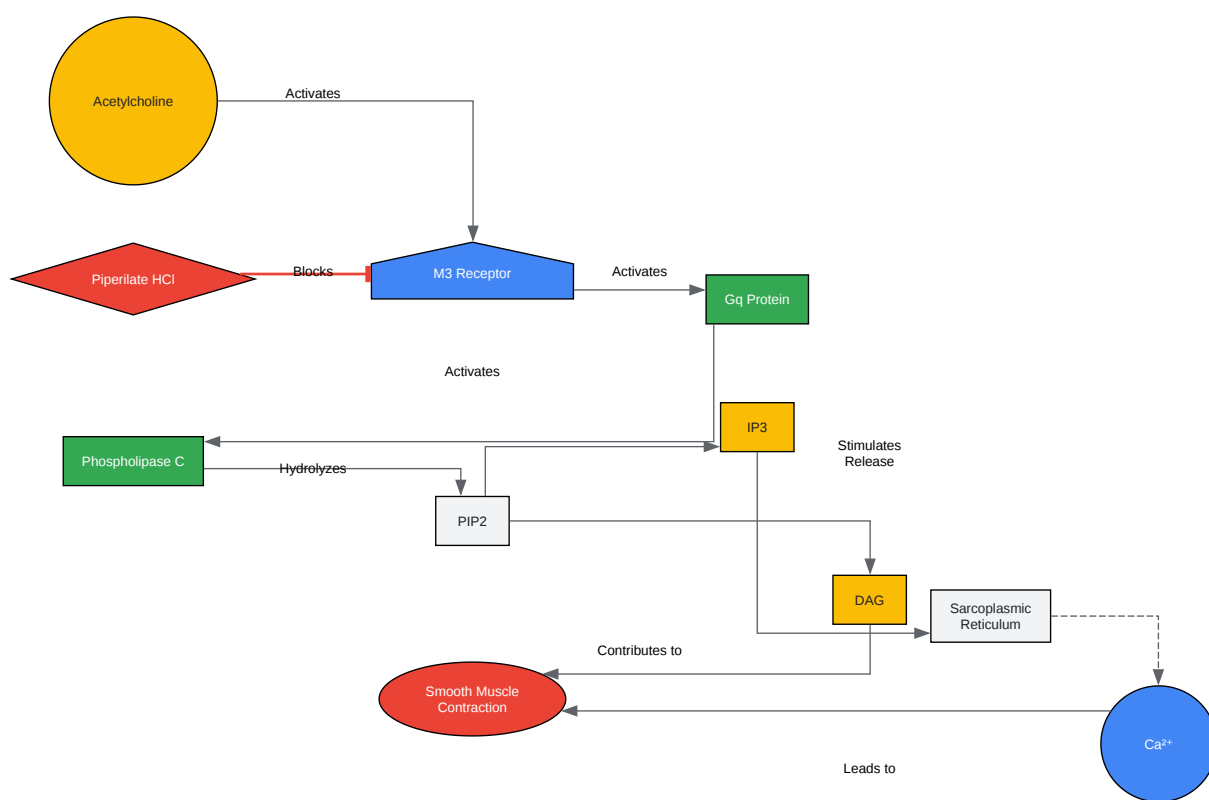 Acetylcholine
Activates
Piperilate HCl
Blocks
M3 Receptor
Activates
Gq Protein
Activates
IP3
Stimulates
Release
Phospholipase C
Hydrolyzes
PIP2
DAG
Sarcoplasmic
Reticulum
Contributes to
Smooth Muscle
Contraction
Ca²⁺
Leads to